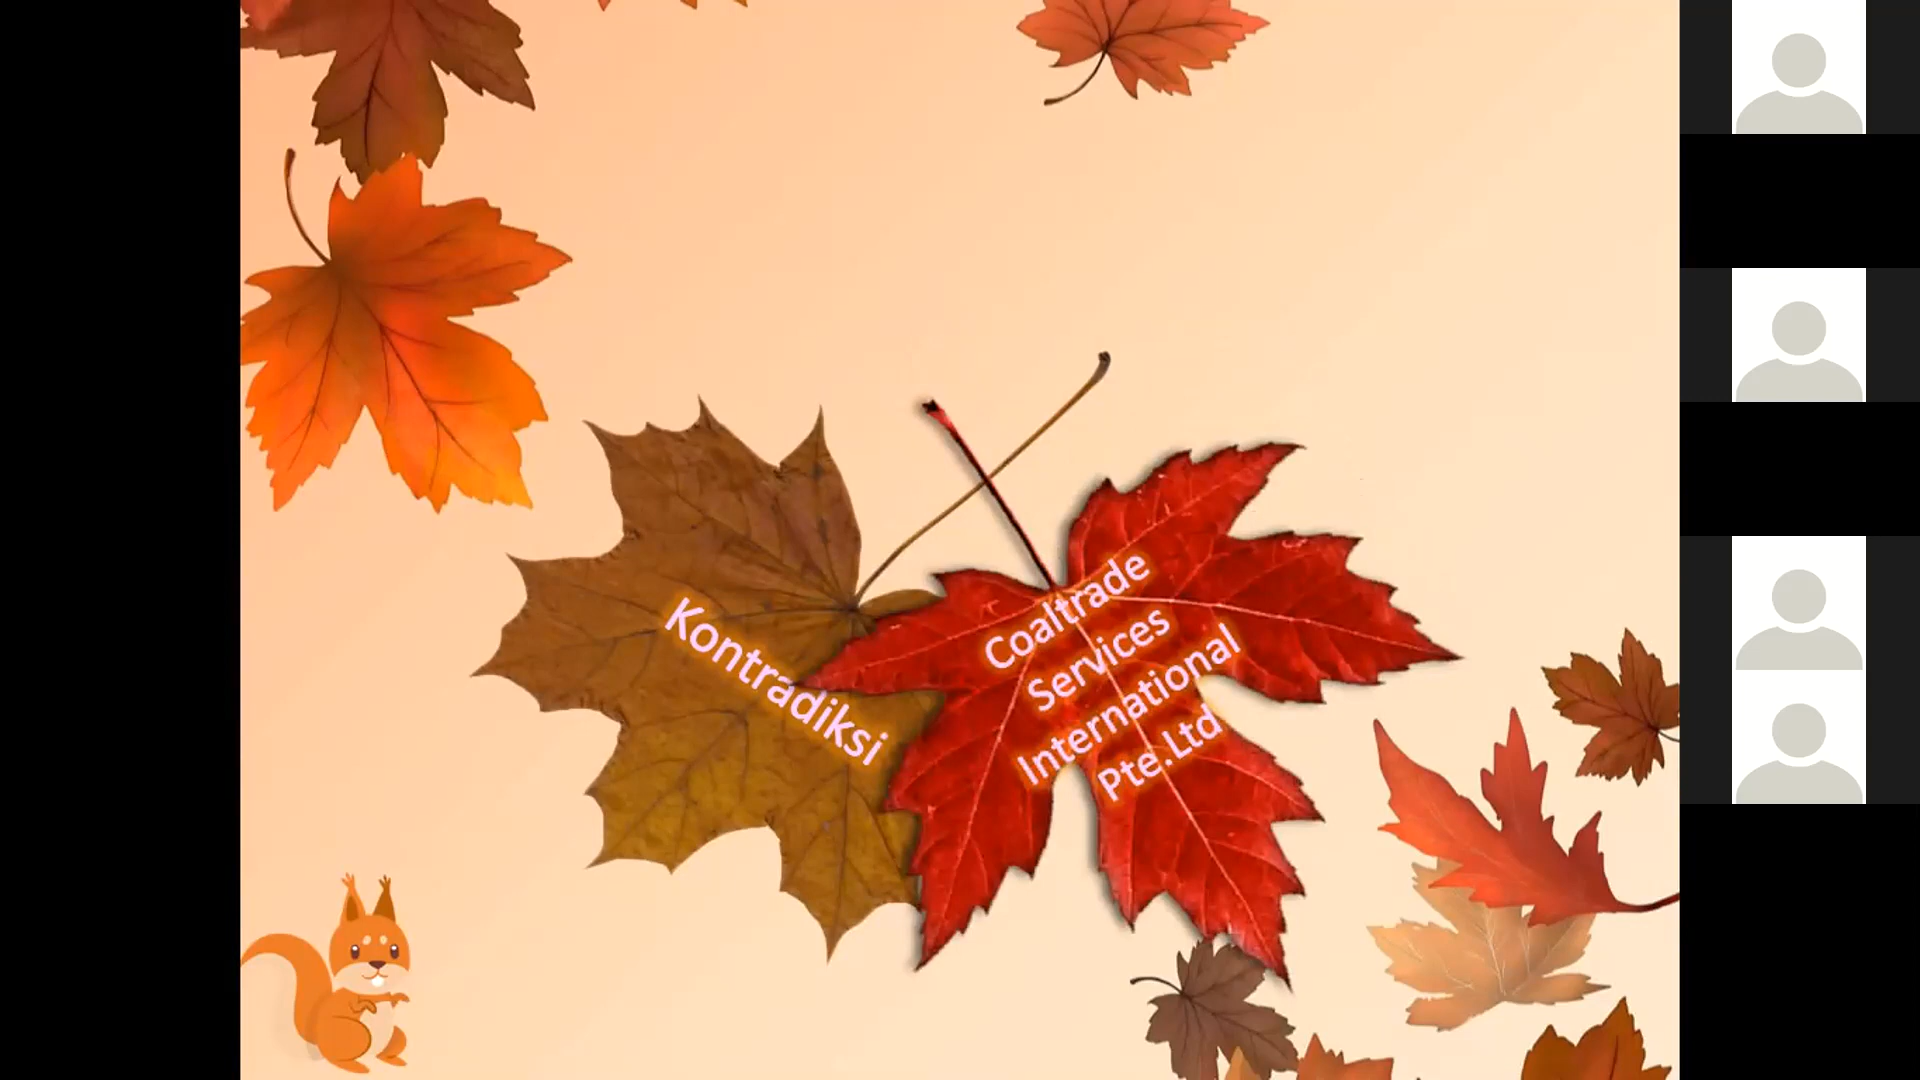 Kontradiksi
Coaltrade
Services
International
Pte.Ltd